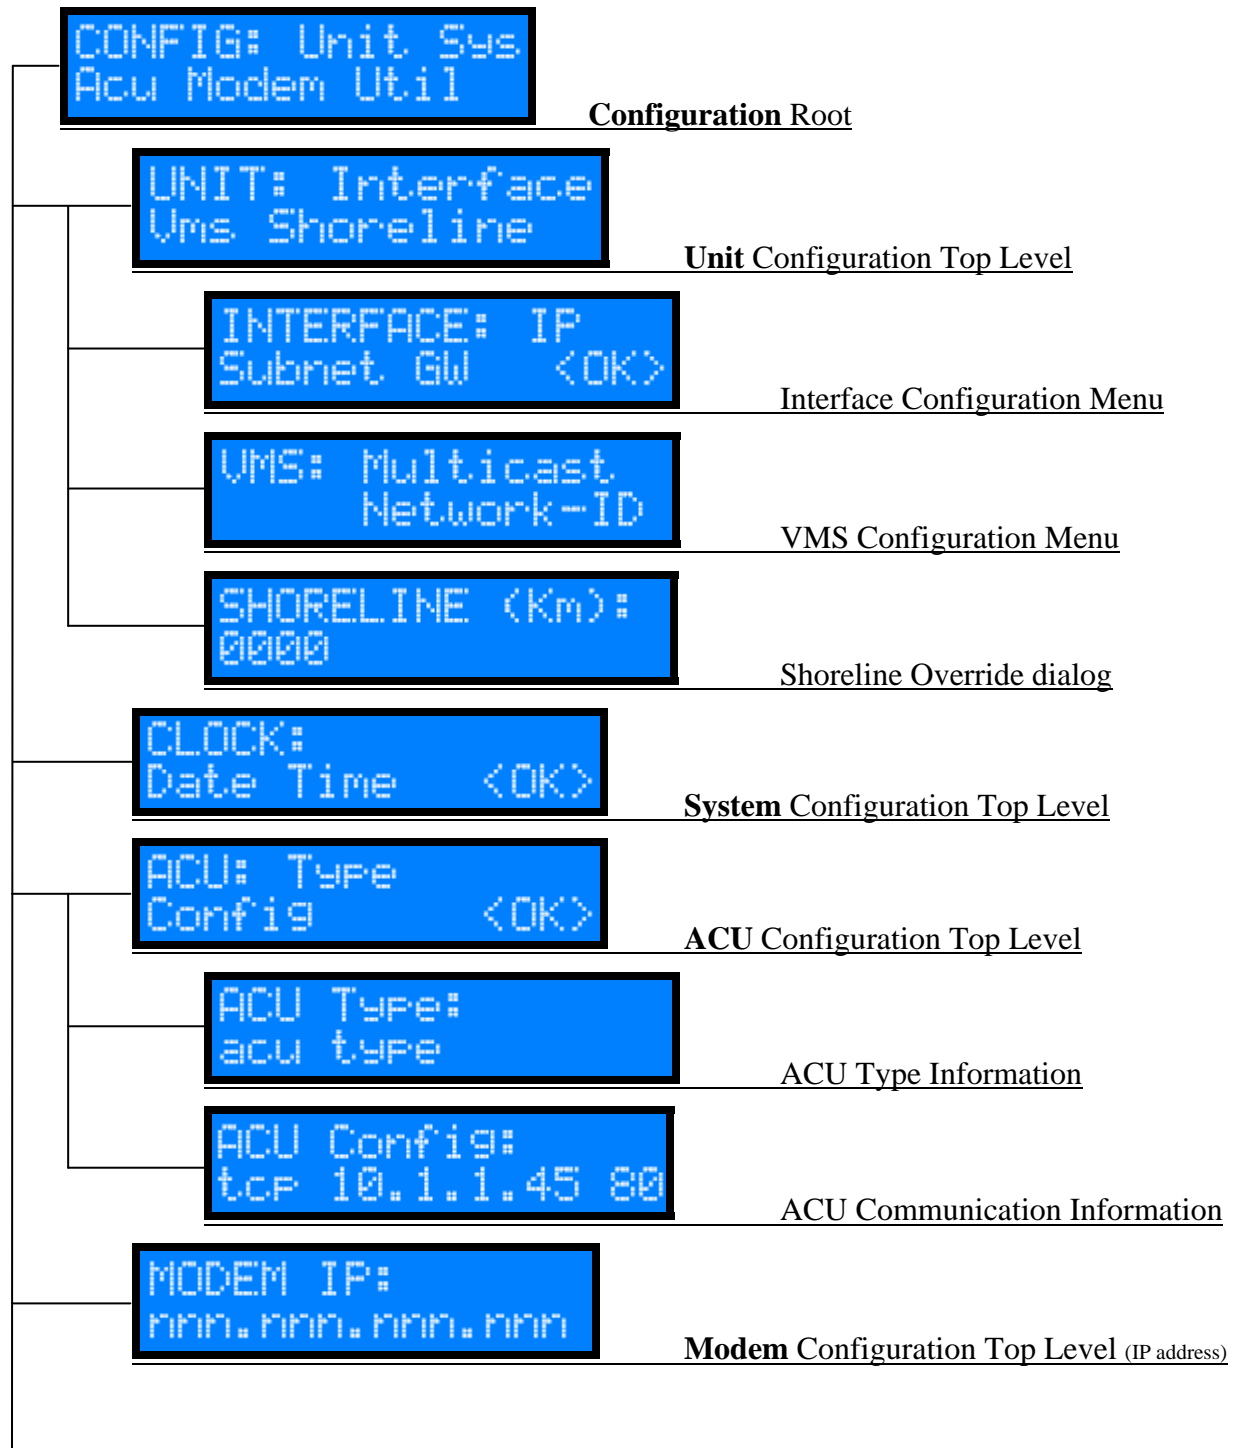 CONFIG: Unit Sys
Acu Modem Util
Configuration Root
UNIT: Interface
Vms Shoreline
Unit Configuration Top Level
INTERFACE: IP
Subnet GW <OK>
Interface Configuration Menu
VMS: Multicast
Network-ID
VMS Configuration Menu
SHORELINE (Km):
0000
Shoreline Override dialog
CLOCK:
Date Time <OK>
System Configuration Top Level
ACU: Type
Config <OK>
ACU Configuration Top Level
ACU Type:
acu type
ACU Type Information
ACU Config:
tcp 10.1.1.45 80
ACU Communication Information
MODEM IP:
nnn.nnn.nnn.nnn
Modem Configuration Top Level (IP address)